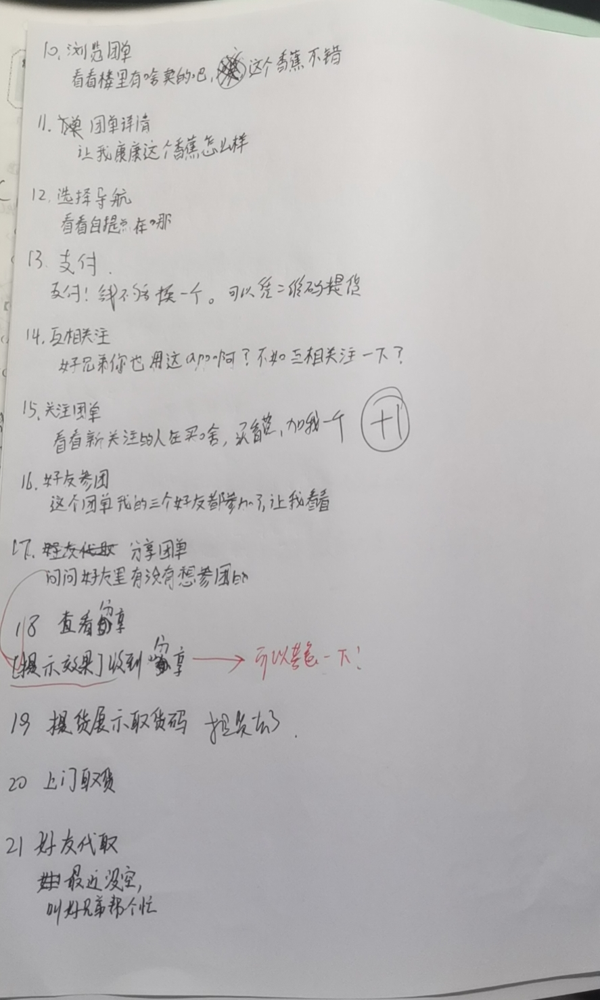 10. 浏览团单
看看楼里有啥卖的吧, 这个香蕉不错
11. 团单详情
让我康康这个香蕉怎么样
12. 选择导航
看看自提点在哪
13. 支付.
支付! 钱不够换一个。可以凭二维码提货
14. 互相关注
好兄弟你也用这app啊? 不如互相关注一下?
15. 关注团单
看看新关注的人在买啥, 买香蕉, 加我一个 +1
16. 好友参团
这个团单我的三个好友都参加了, 让我看看
17. 好友代取 分享团单
问问好友里有没有想参团的
18 查看分享
[提示效果] 收到分享 → 可以黄色一下!
19 提货展示取货码 提货去了.
20 上门取货
21 好友代取
最近没空,
叫好兄弟帮个忙